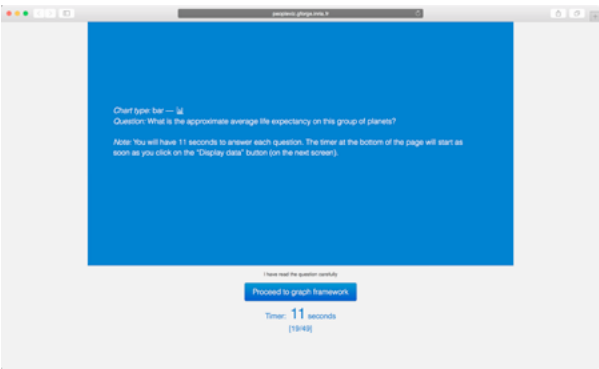 peopleviz.gforge.inria.fr
Chart type: bar —
Question: What is the approximate average life expectancy on this group of planets?
Note: You will have 11 seconds to answer each question. The timer at the bottom of the page will start as
soon as you click on the "Display data" button (on the next screen).
I have read the question carefully
Proceed to graph framework
Timer: 11 seconds
[19/49]